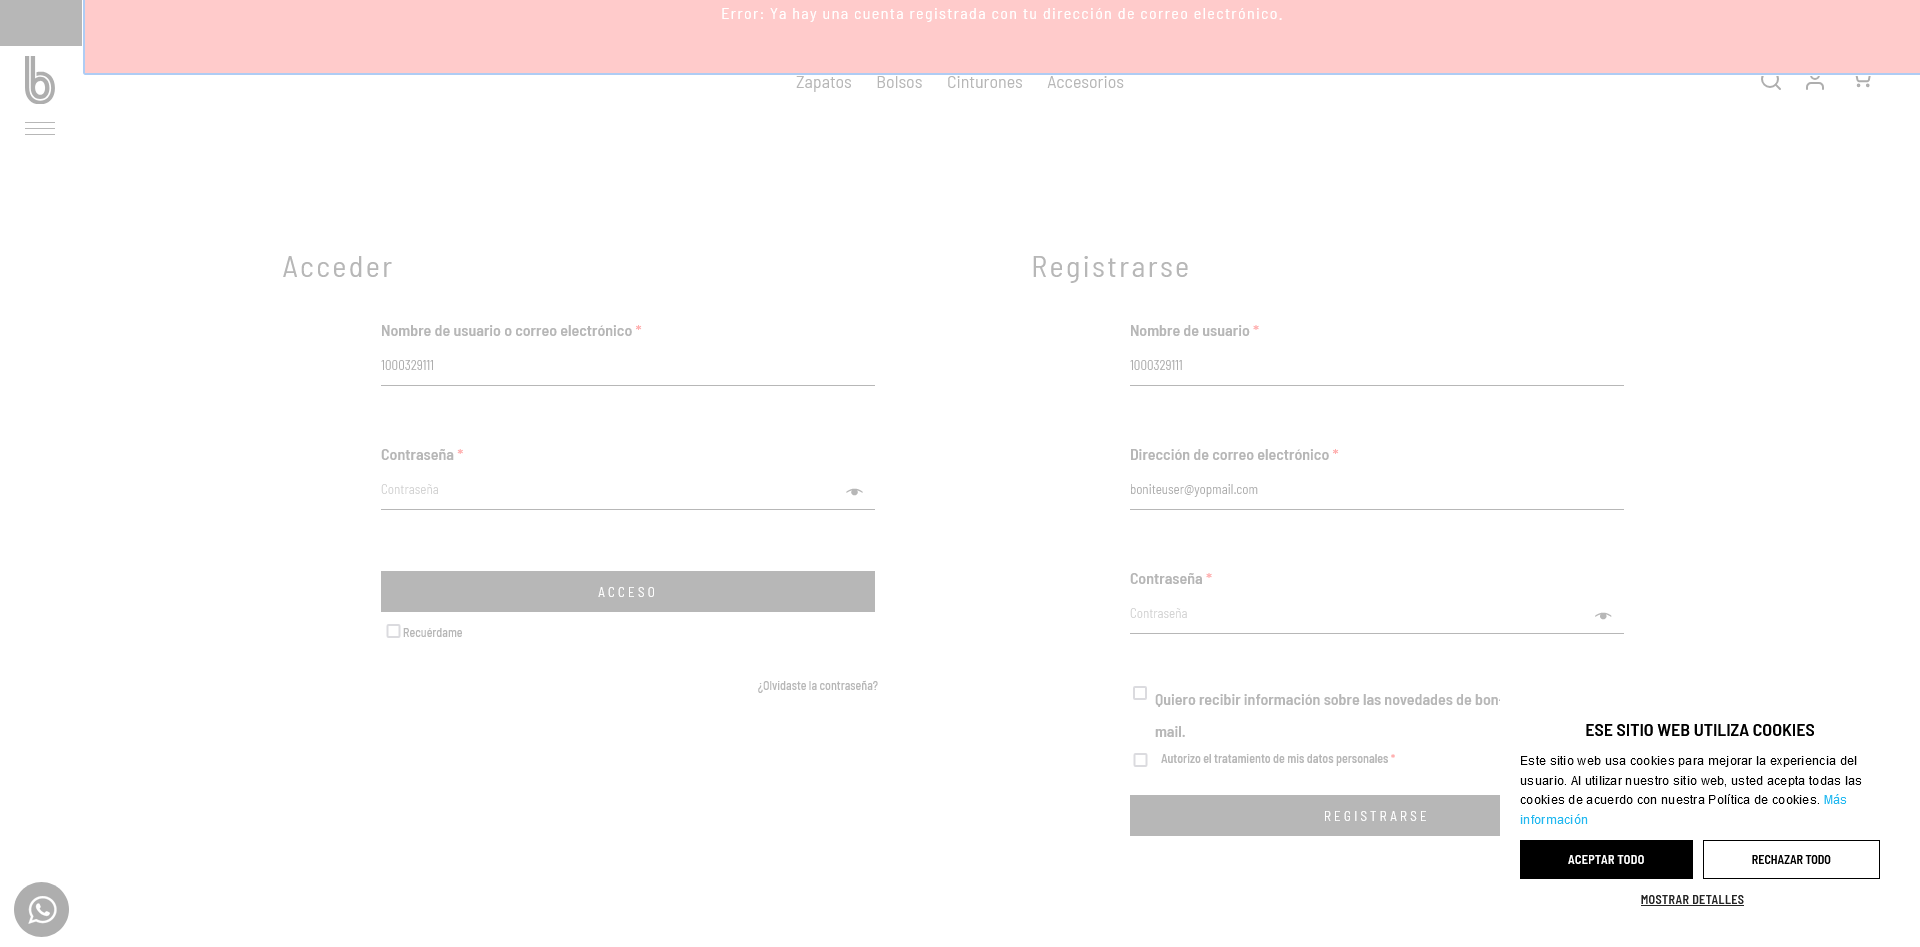 Error: Ya hay una cuenta registrada con tu dirección de correo electrónico.
b
Zapatos Bolsos Cinturones Accesorios
Acceder
Nombre de usuario o correo electrónico *
1000329111
Contraseña *
Contraseña
ACCESO
Recuérdame
¿Olvidaste la contraseña?
Registrarse
Nombre de usuario *
1000329111
Dirección de correo electrónico *
boniteuser@yopmail.com
Contraseña *
Contraseña
Quiero recibir información sobre las novedades de bon
mail.
Autorizo el tratamiento de mis datos personales *
REGISTRARSE
ESE SITIO WEB UTILIZA COOKIES
Este sitio web usa cookies para mejorar la experiencia del
usuario. Al utilizar nuestro sitio web, usted acepta todas las
cookies de acuerdo con nuestra Política de cookies. Más
información
ACEPTAR TODO
RECHAZAR TODO
MOSTRAR DETALLES